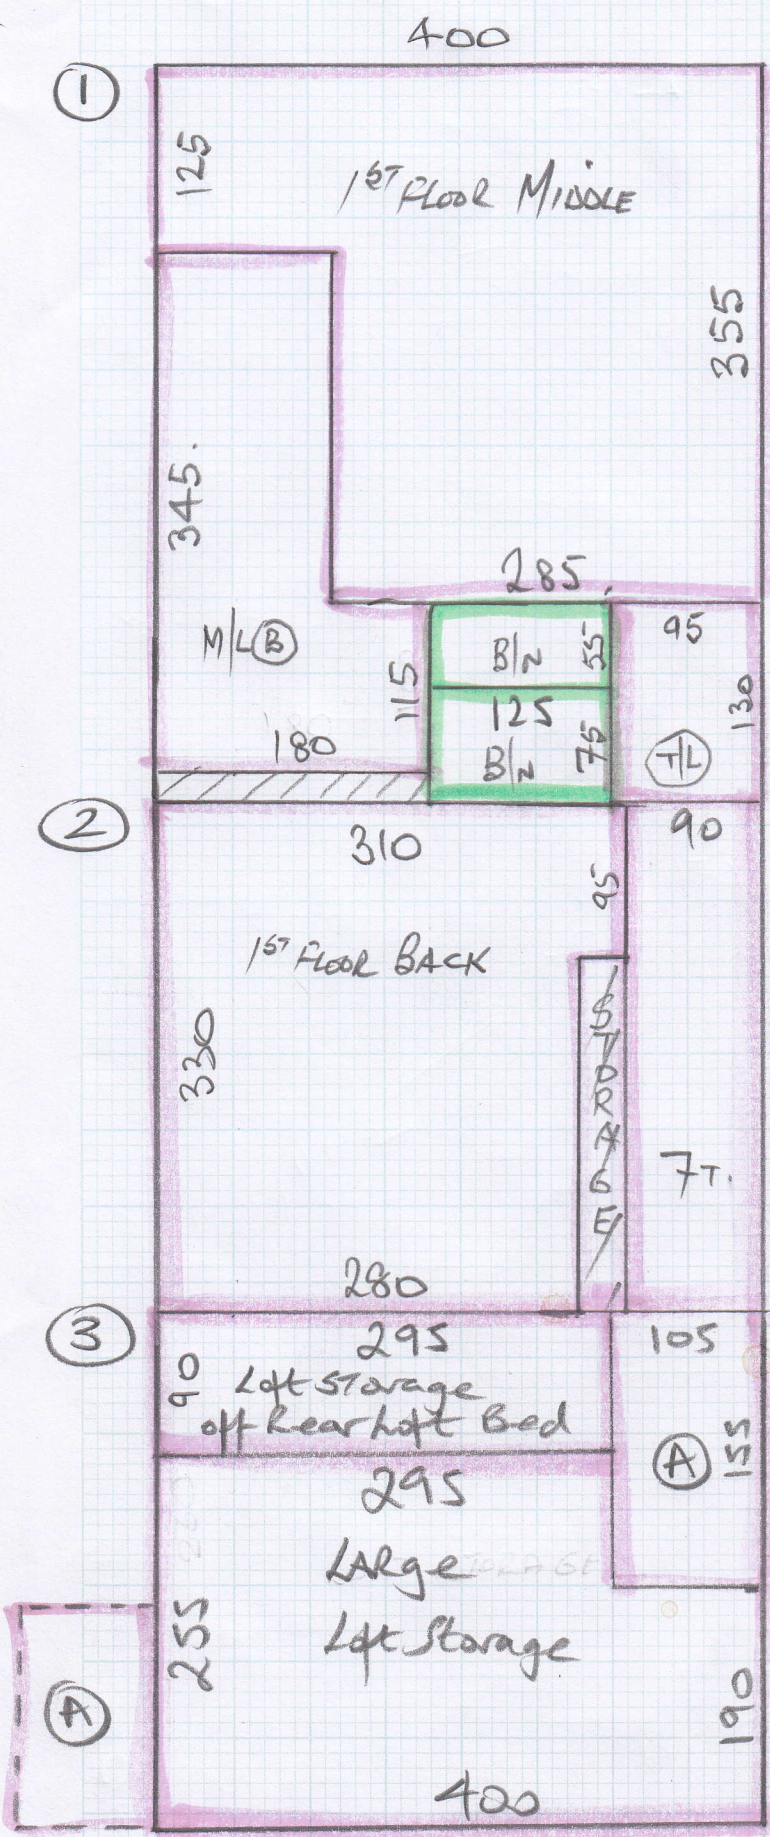 400
1
125
1ST FLOOR MIDDLE
355
345.
285.
M/L B
B/N
55
95
115
125
130
180
B/N
75
T/L
2
310
90
95
1ST FLOOR BACK
STORAGE
330
7T.
280
3
295
105
90
Loft STorage
off Rear Loft Bed
A
155
295
LARge
255
Loft Storage
A
190
400